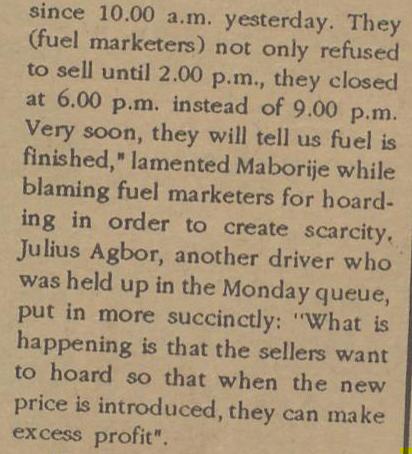 since 10.00 a.m. yesterday. They
(fuel marketers) not only refused
to sell until 2.00 p.m., they closed
at 6.00 p.m. instead of 9.00 p.m.
Very soon, they will tell us fuel is
finished," lamented Maborije while
blaming fuel marketers for hoard-
ing in order to create scarcity.
Julius Agbor, another driver who
was held up in the Monday queue,
put in more succinctly: "What is
happening is that the sellers want
to hoard so that when the new
price is introduced, they can make
excess profit".